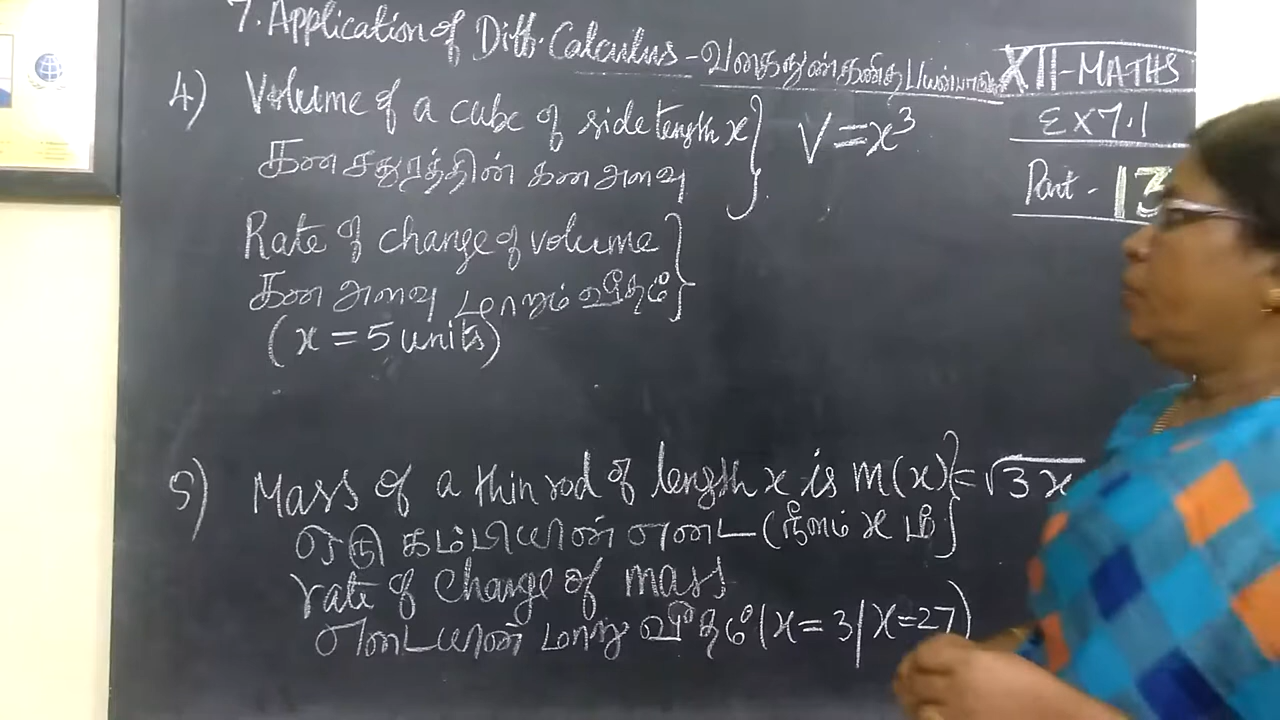 7. Application of Diff. Calculus - வகைநுண்கணித பயன்பாடு
XII-MATHS
EX 7.1
Part - 13
4) Volume of a cube of side length x } V = x³
கன சதுரத்தின் கன அளவு
Rate of change of volume
கன அளவு மாறும் வீதம்
(x = 5 units)
5) Mass of a thin rod of length x is m(x) } = √3x
ஒரு கம்பியின் எடை (நீளம் x மீ)
rate of change of mass
எடையின் மாறு வீதம் (x = 3 | x = 27)